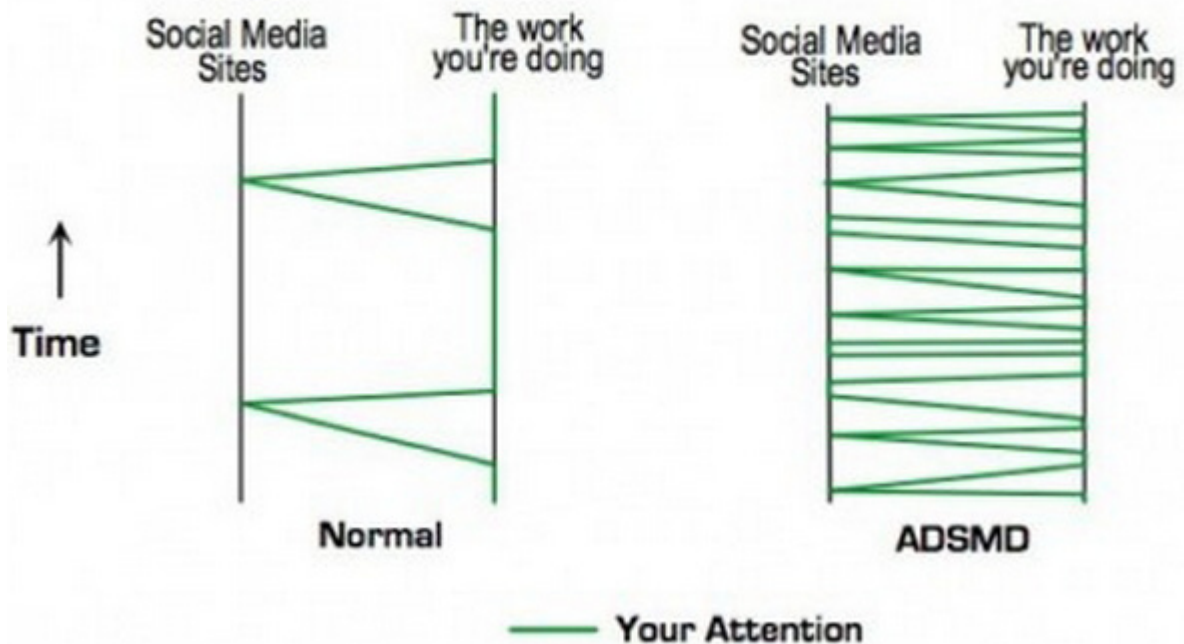 Social Media
Sites
The work
you're doing
Social Media
Sites
The work
you're doing
Time
Normal
ADSMD
Your Attention